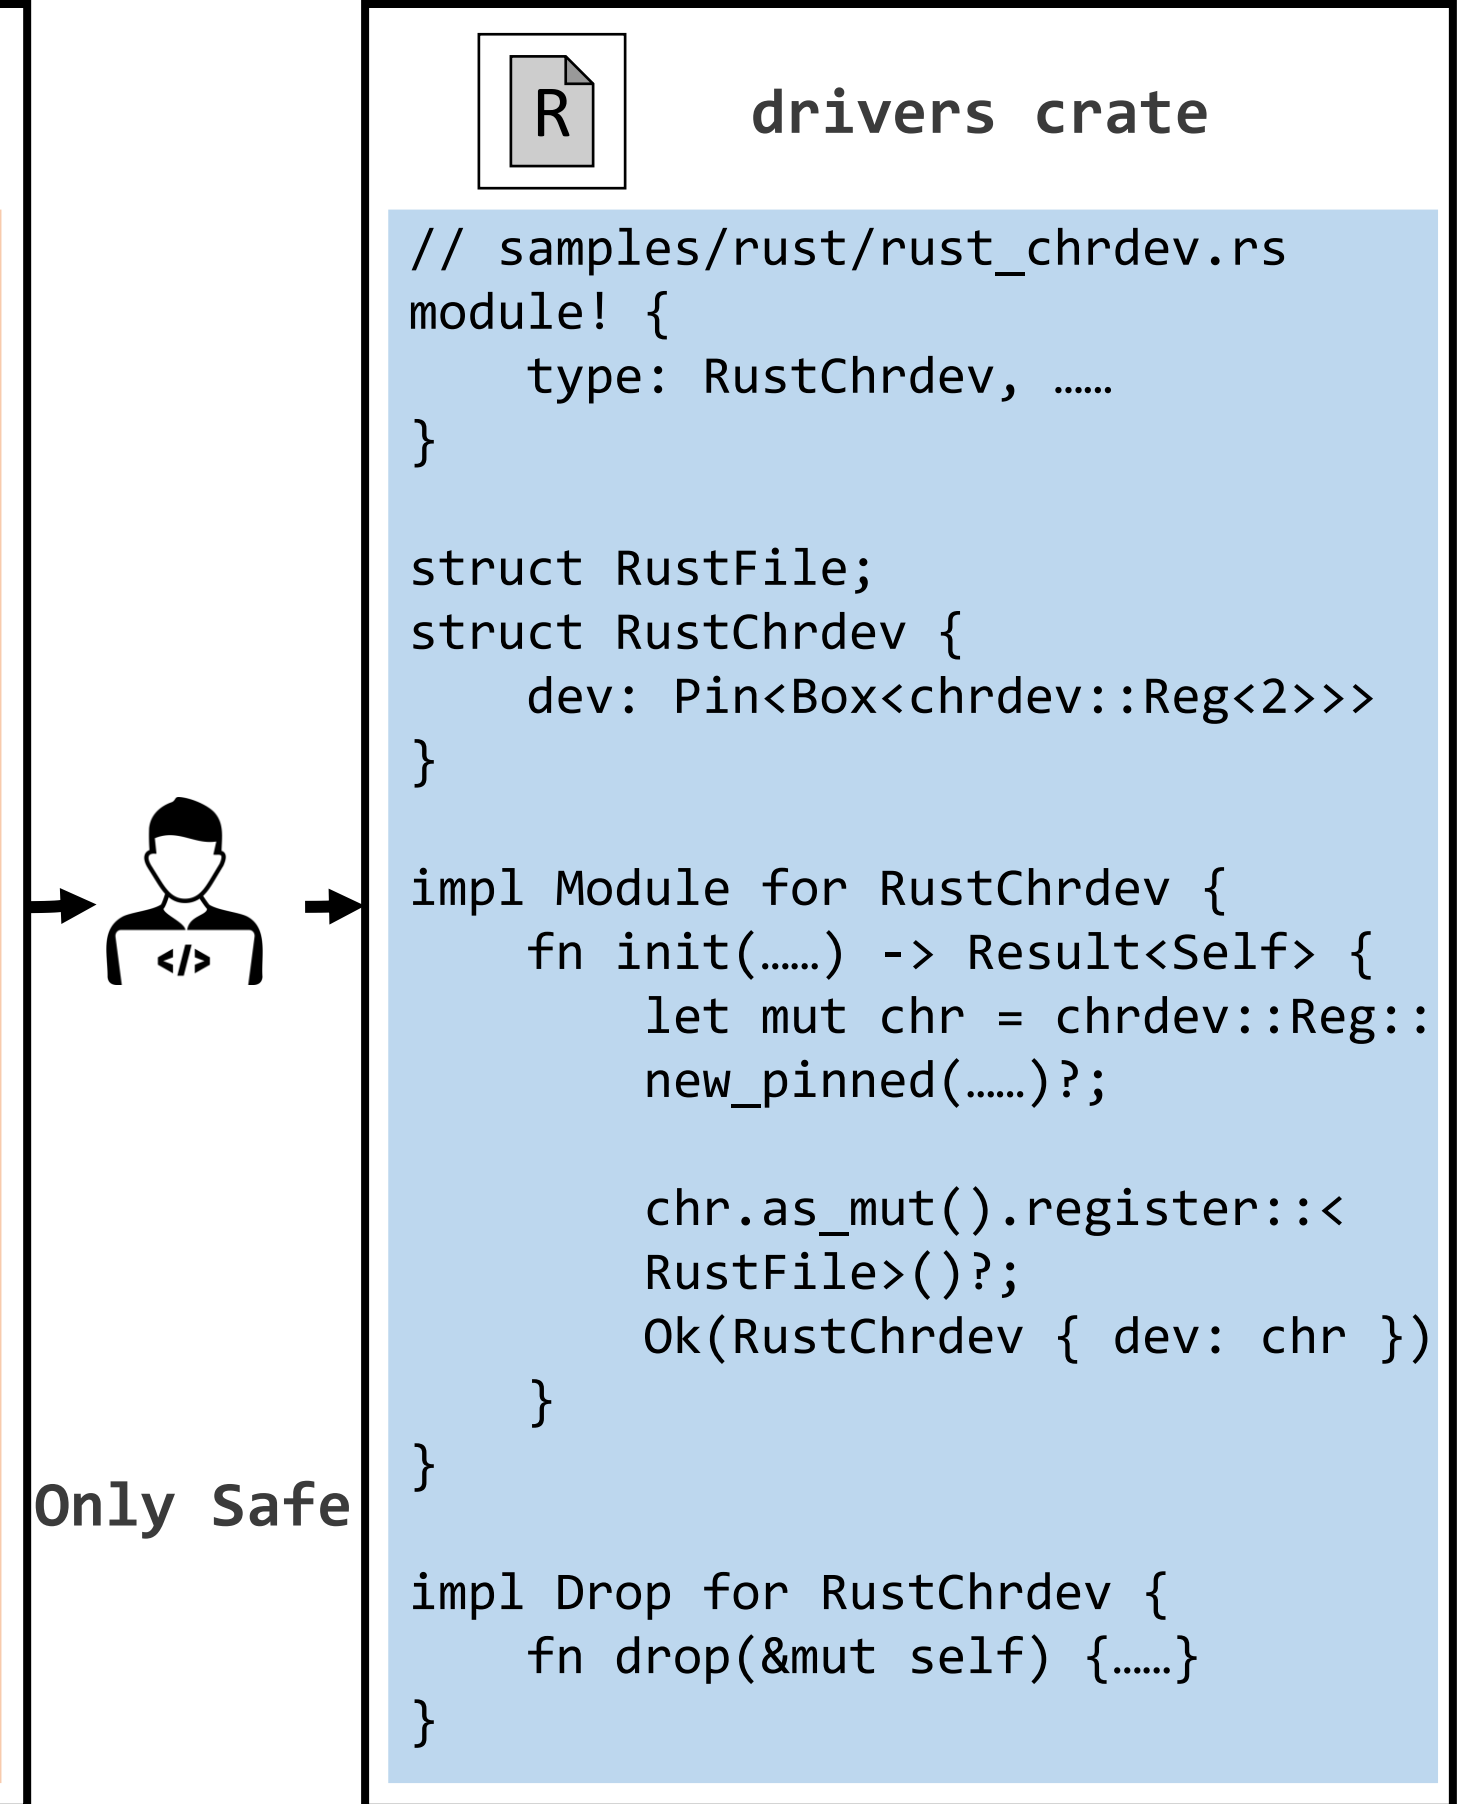 R
drivers crate
// samples/rust/rust_chrdev.rs
module! {
    type: RustChrdev, ……
}
struct RustFile;
struct RustChrdev {
    dev: Pin<Box<chrdev::Reg<2>>>
}
impl Module for RustChrdev {
    fn init(……) -> Result<Self> {
        let mut chr = chrdev::Reg::
        new_pinned(……)?;
        chr.as_mut().register::<
        RustFile>()?;
        Ok(RustChrdev { dev: chr })
    }
}
impl Drop for RustChrdev {
    fn drop(&mut self) {……}
}
</>
Only Safe